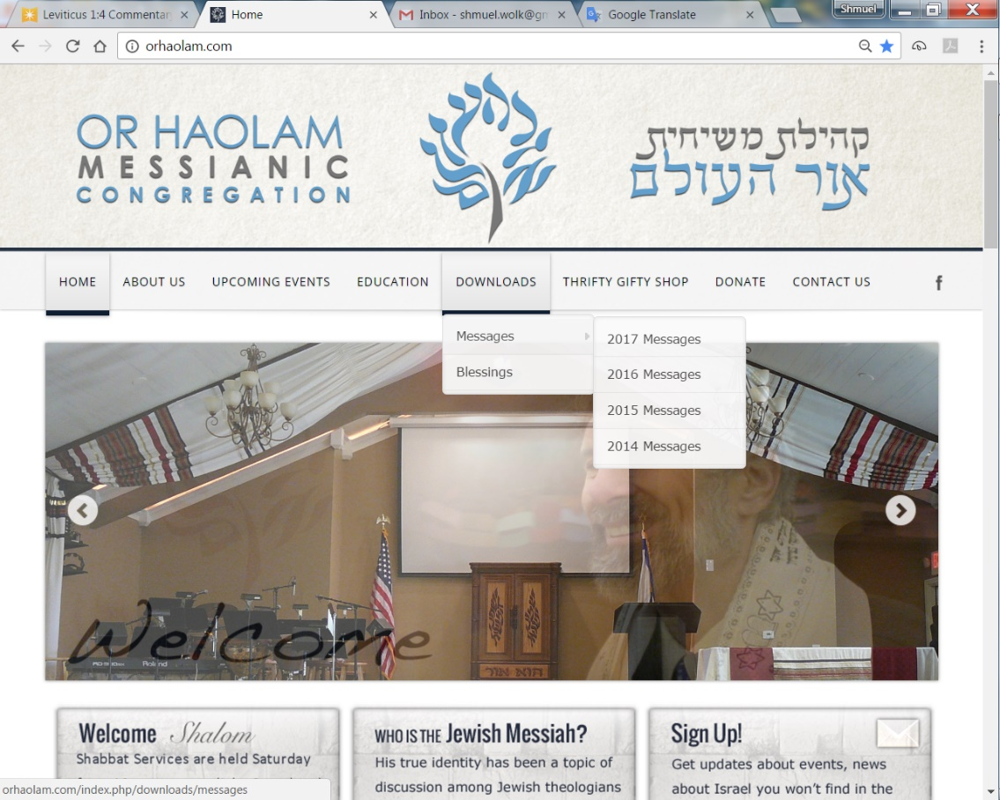 Leviticus 1:4 Commentar
Home
Inbox - shmuel.wolk@gm
Google Translate
Shmuel
orhaolam.com
OR HAOLAM
MESSIANIC
CONGREGATION
קהילת משיחית
אור העולם
HOME
ABOUT US
UPCOMING EVENTS
EDUCATION
DOWNLOADS
THRIFTY GIFTY SHOP
DONATE
CONTACT US
f
Messages
Blessings
2017 Messages
2016 Messages
2015 Messages
2014 Messages
Welcome
Roland
הוא אור
Welcome Shalom
Shabbat Services are held Saturday
WHO IS THE Jewish Messiah?
His true identity has been a topic of
discussion among Jewish theologians
Sign Up!
Get updates about events, news
about Israel you won't find in the
orhaolam.com/index.php/downloads/messages